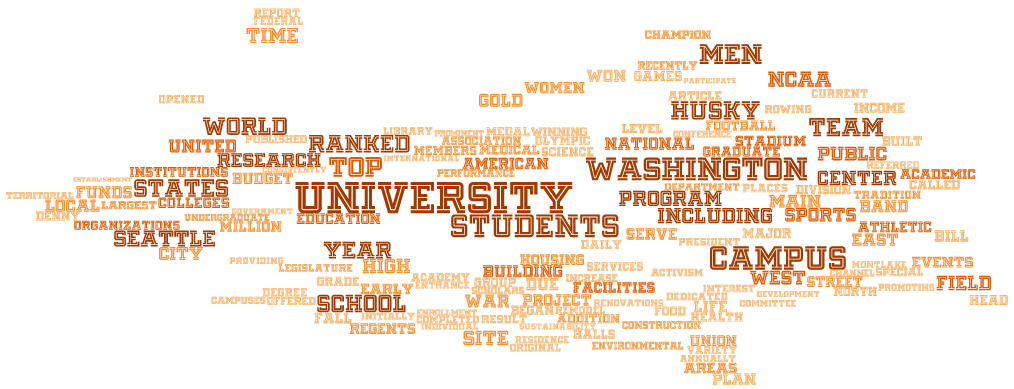 REPORT
FEDERAL
TIME
CHAMPION
MEN
RECENTLY
WON GAMES
PARTICIPATE
NCAA
WOMEN
GOLD
OPENED
ARTICLE
CURRENT
HUSKY
ROWING
INCOME
WORLD
LIBRARY
PROMINENT
MEDAL
WINNING
LEVEL
FOOTBALL
TEAM
UNITED
PUBLISHED
RANKED
ASSOCIATION
OLYMPIC
CONFERENCE
NATIONAL
STADIUM
BUILT
MEMBERS
MEDICAL
SCIENCE
GRADUATE
PUBLIC
RESEARCH
INTERNATIONAL
TOP
AMERICAN
WASHINGTON
REFERRED
INSTITUTIONS
PERFORMANCE
CENTER
ACADEMIC
ESTABLISHMENT
BUDGET
STATES
FUNDS
UNIVERSITY
DEPARTMENT
PLACES
DIVISION
CALLED
TERRITORIAL
PROGRAM
TRADITION
LOCAL
LARGEST
COLLEGES
MAIN
BAND
DENNY
UNDERGRADUATE
EDUCATION
INCLUDING
SPORTS
ORGANIZATIONS
MILLION
STUDENTS
ATHLETIC
SEATTLE
SERVE
MAJOR
EAST
BILL
PRESIDENT
DAILY
CITY
YEAR
CAMPUS
PROVIDING
LEGISLATURE
HIGH
HOUSING
SERVICES
MONTLAKE
EVENTS
BUILDING
ACTIVISM
CHANNEL
SPECIAL
GRADE
ACADEMY
ENTRANCE
GROUP
DUE
INCREASE
WEST
STREET
FIELD
DEGREE
EARLY
SHOCKERS
FACILITIES
INTEREST
NORTH
PROMOTING
CAMPUSES
OFFERED
SCHOOL
WAR
PROJECT
RENOVATIONS
DEDICATED
DEVELOPMENT
COMMITTEE
HEAD
LIFE
BEGAN
REMODEL
FOOD
FALL
INITIALLY
ENROLLMENT
COMPLETED
RESULT
ADDITION
HEALTH
REGENTS
INDIVIDUAL
SUSTAINABILITY
CONSTRUCTION
SITE
HALLS
RESIDENCE
ORIGINAL
ENVIRONMENTAL
UNION
VARIETY
ANNUALLY
AREAS
PLAN